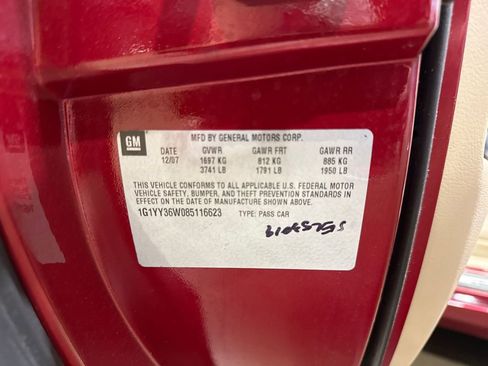 GM
MFD BY GENERAL MOTORS CORP.
DATE GVWR GAWR FRT GAWR RR
12/07 1697 KG 812 KG 885 KG
3741 LB 1791 LB 1950 LB
THIS VEHICLE CONFORMS TO ALL APPLICABLE U.S. FEDERAL MOTOR
VEHICLE SAFETY, BUMPER, AND THEFT PREVENTION STANDARDS IN
EFFECT ON THE DATE OF MANUFACTURE SHOWN ABOVE.
1G1YY36W085116623 TYPE: PASS CAR